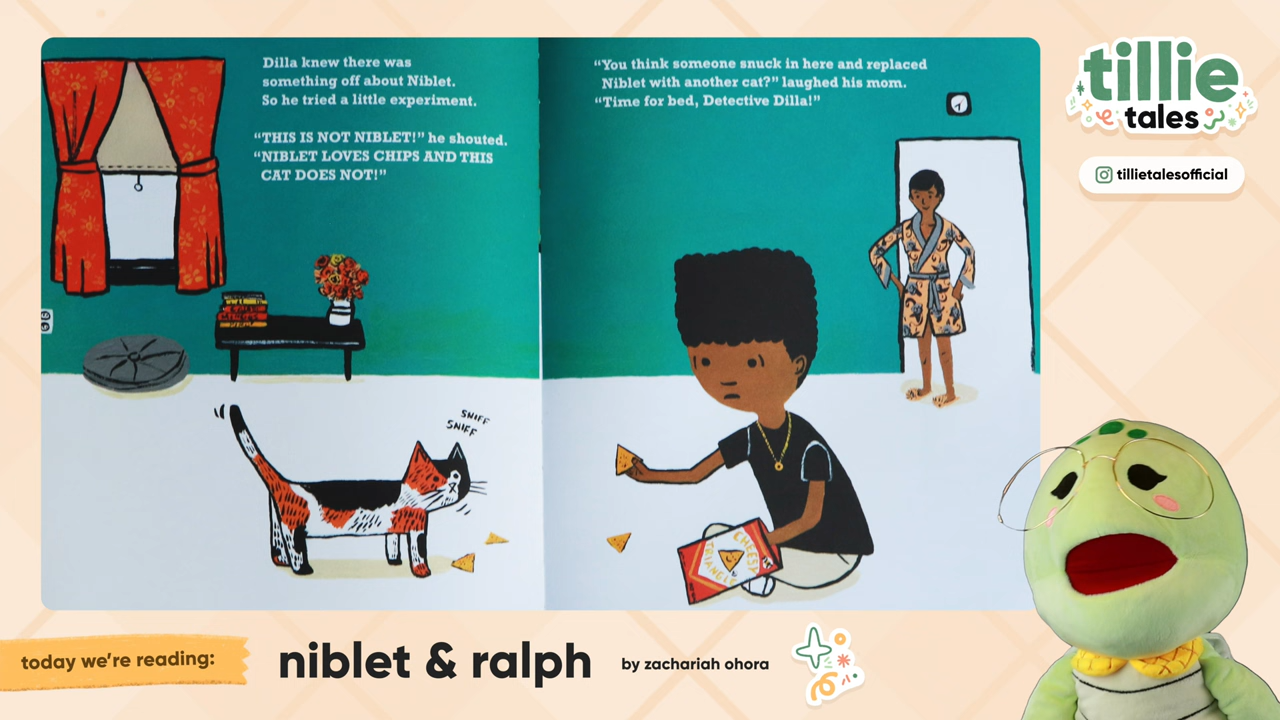 Dilla knew there was
something off about Niblet.
So he tried a little experiment.
“THIS IS NOT NIBLET!” he shouted.
“NIBLET LOVES CHIPS AND THIS
CAT DOES NOT!”
“You think someone snuck in here and replaced
Niblet with another cat?” laughed his mom.
“Time for bed, Detective Dilla!”
SNIFF
SNIFF
CHEESY
TRIANGLES
tillie
tales
tillietalesofficial
today we’re reading:
niblet & ralph
by zachariah ohora